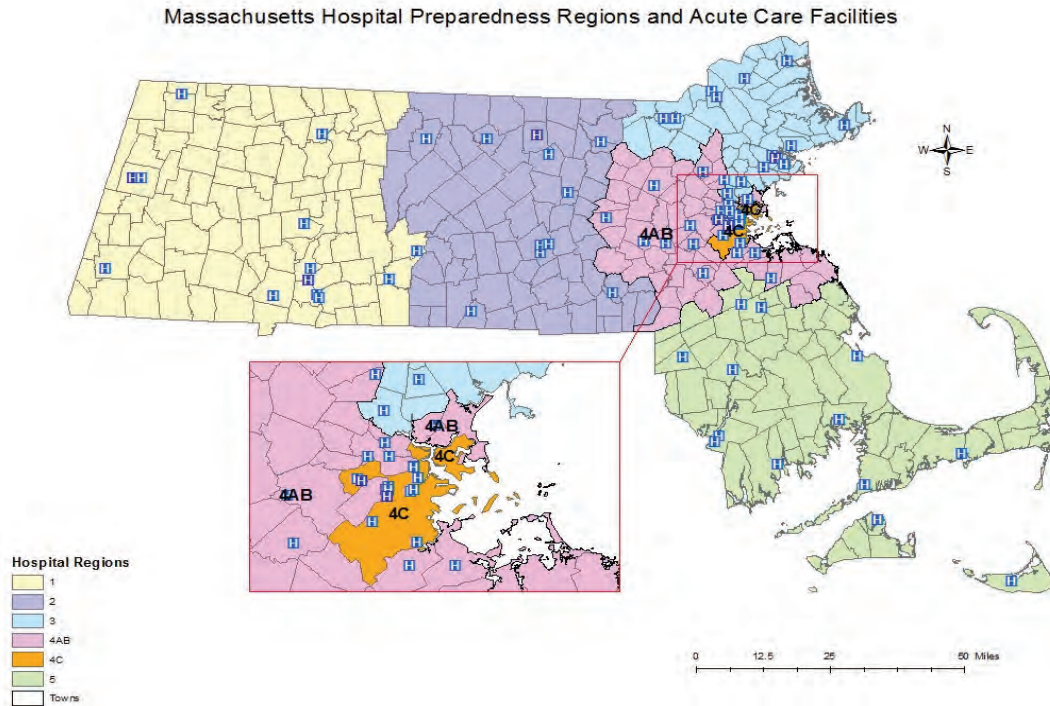 Massachusetts Hospital Preparedness Regions and Acute Care Facilities
N
W E
S
4C
4C
4AB
4AB
4C
4AB
4C
Hospital Regions
1
2
3
4AB
4C
5
Towns
0 12.5 25 50 Miles